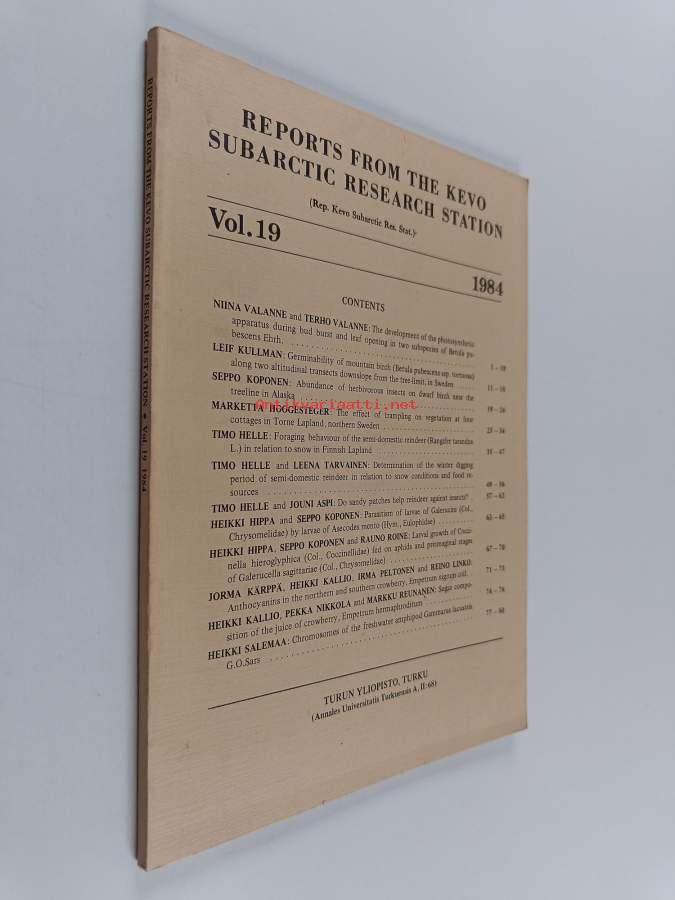 REPORTS FROM THE KEVO SUBARCTIC RESEARCH STATION • Vol. 19 1984
REPORTS FROM THE KEVO
SUBARCTIC RESEARCH STATION
(Rep. Kevo Subarctic Res. Stat.)
Vol.19
1984
CONTENTS
NIINA VALANNE and TERHO VALANNE: The development of the photosynthetic
apparatus during bud burst and leaf opening in two subspecies of Betula pu-
bescens Ehrh. 1 – 10
LEIF KULLMAN: Germinability of mountain birch (Betula pubescens ssp. tortuosa)
along two altitudinal transects downslope from the tree-limit, in Sweden 11 – 18
SEPPO KOPONEN: Abundance of herbivorous insects on dwarf birch near the
treeline in Alaska 19 – 24
antikvariaatti.net
MARKETTA HOOGESTEGER: The effect of trampling on vegetation at four
cottages in Torne Lapland, northern Sweden 25 – 34
TIMO HELLE: Foraging behaviour of the semi-domestic reindeer (Rangifer tarandus
L.) in relation to snow in Finnish Lapland 35 – 47
TIMO HELLE and LEENA TARVAINEN: Determination of the winter digging
period of semi-domestic reindeer in relation to snow conditions and food re-
sources 49 – 56
TIMO HELLE and JOUNI ASPI: Do sandy patches help reindeer against insects? 57 – 62
HEIKKI HIPPA and SEPPO KOPONEN: Parasitism of larvae of Galerucella (Col.,
Chrysomelidae) by larvae of Asecodes mento (Hym., Eulophidae) 63 – 65
HEIKKI HIPPA, SEPPO KOPONEN and RAUNO ROINE: Larval growth of Cocci-
nella hieroglyphica (Col., Coccinellidae) fed on aphids and preimaginal stages
of Galerucella sagittariae (Col., Chrysomelidae) 67 – 70
JORMA KÄRPPÄ, HEIKKI KALLIO, IRMA PELTONEN and REINO LINKO:
Anthocyanins in the northern and southern crowberry, Empetrum nigrum coll. 71 – 73
HEIKKI KALLIO, PEKKA NIKKOLA and MARKKU REUNANEN: Sugar compo-
sition of the juice of crowberry, Empetrum hermaphroditum 74 – 76
HEIKKI SALEMAA: Chromosomes of the freshwater amphipod Gammarus lacustris
G.O.Sars 77 – 80
TURUN YLIOPISTO, TURKU
(Annales Universitatis Turkuensis A. II:68)